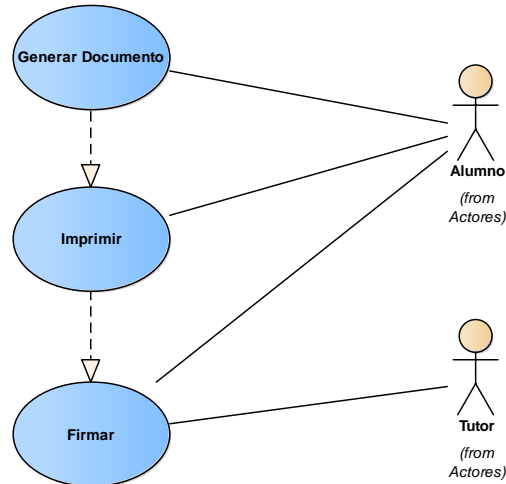 Generar Documento
Alumno
(from
Actores)
Imprimir
Firmar
Tutor
(from
Actores)